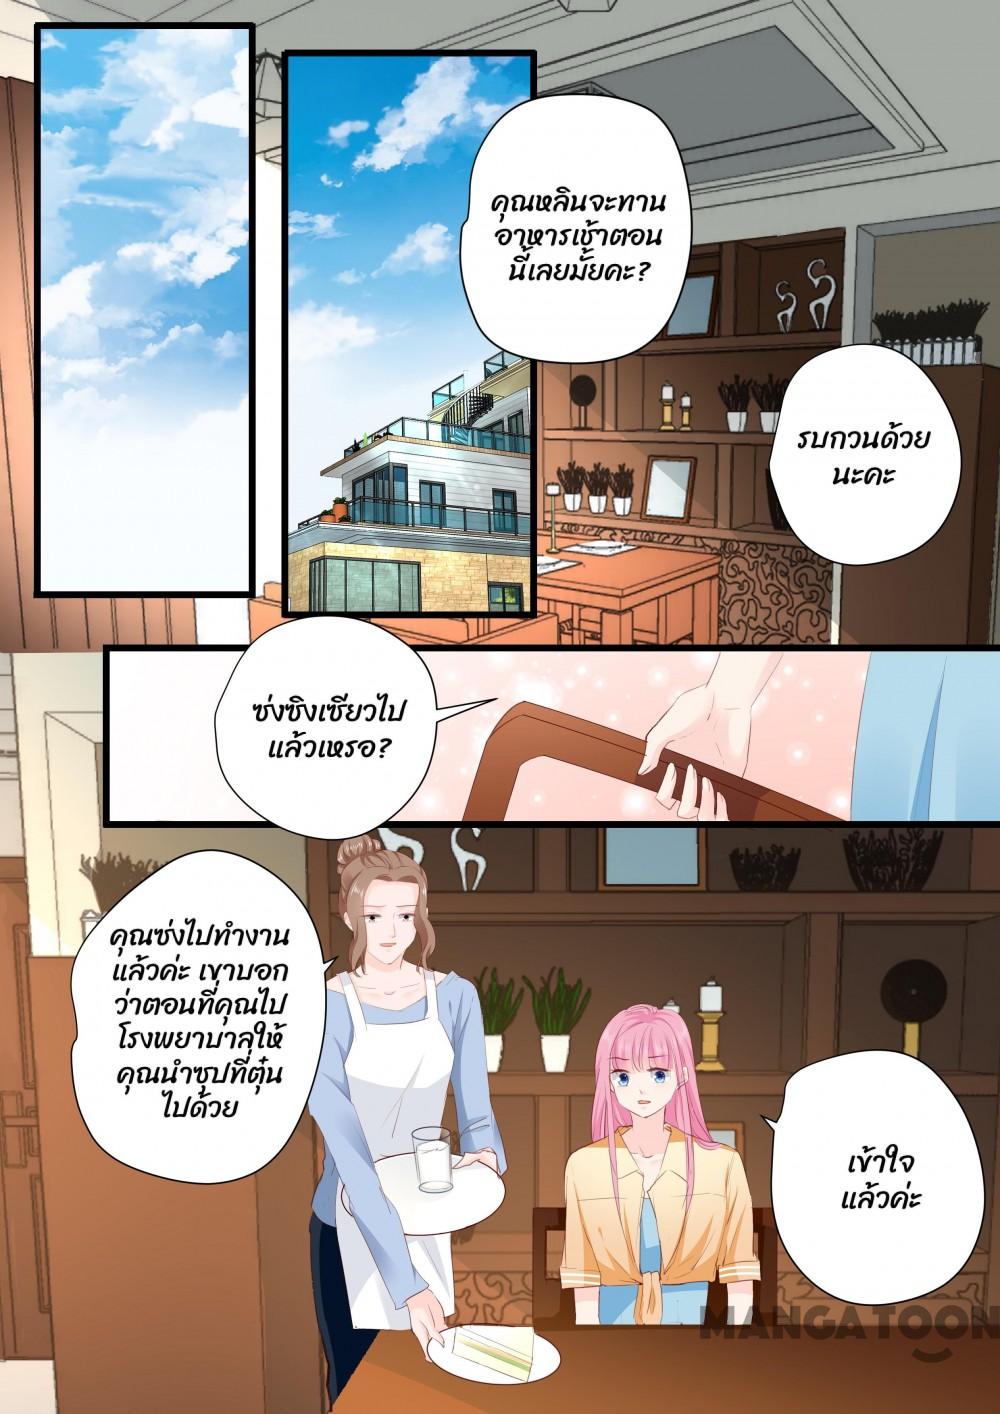 คุณหลินจะทาน
อาหารเช้าตอน
นี้เลยมั้ยคะ?
รบกวนด้วย
นะคะ
ซ่งซิงเซียวไป
แล้วเหรอ?
คุณซ่งไปทำงาน
แล้วค่ะ เขาบอก
ว่าตอนที่คุณไป
โรงพยาบาลให้
คุณนำซุปที่ตุ๋น
ไปด้วย
เข้าใจ
แล้วค่ะ
MANGATOON